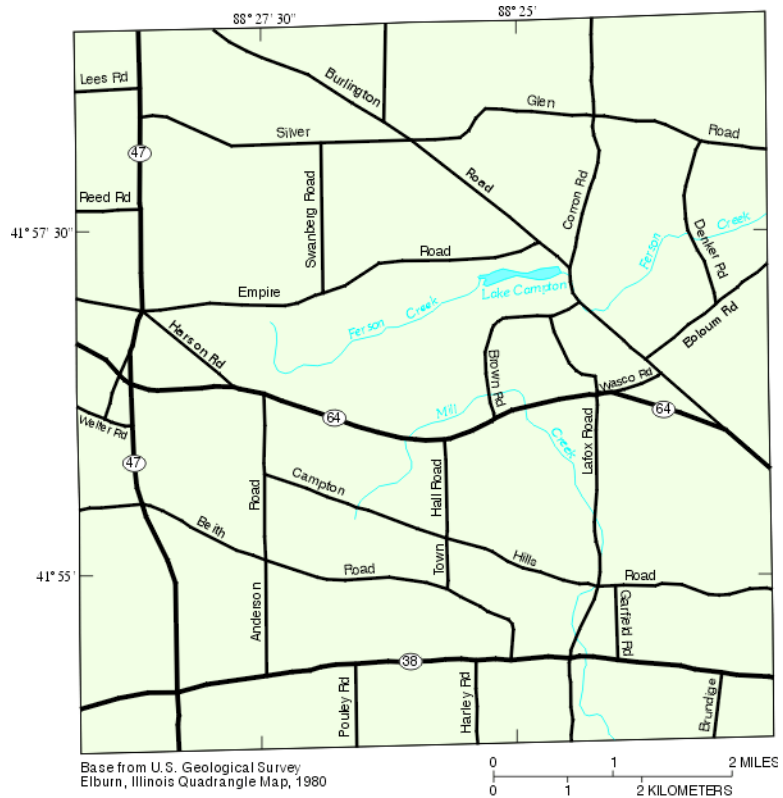 88° 27' 30"
88° 25'
Lees Rd
Burlington
Glen
Silver
Road
47
Road
Reed Rd
Swanberg Road
Corron Rd
Denker Rd
Ferson
Creek
41° 57' 30"
Road
Empire
Lake Campton
Ferson Creek
Bolcum Rd
Harson Rd
Brown Rd
Wasco Rd
64
Mill
Creek
64
Welter Rd
Lafox Road
47
Campton
Hills
Road
Town Hall Road
Anderson Road
Beith
Road
41° 55'
Garfield Rd
38
Pouley Rd
Harley Rd
Brundige
Base from U.S. Geological Survey
Elburn, Illinois Quadrangle Map, 1980
0 1 2 MILES
0 1 2 KILOMETERS